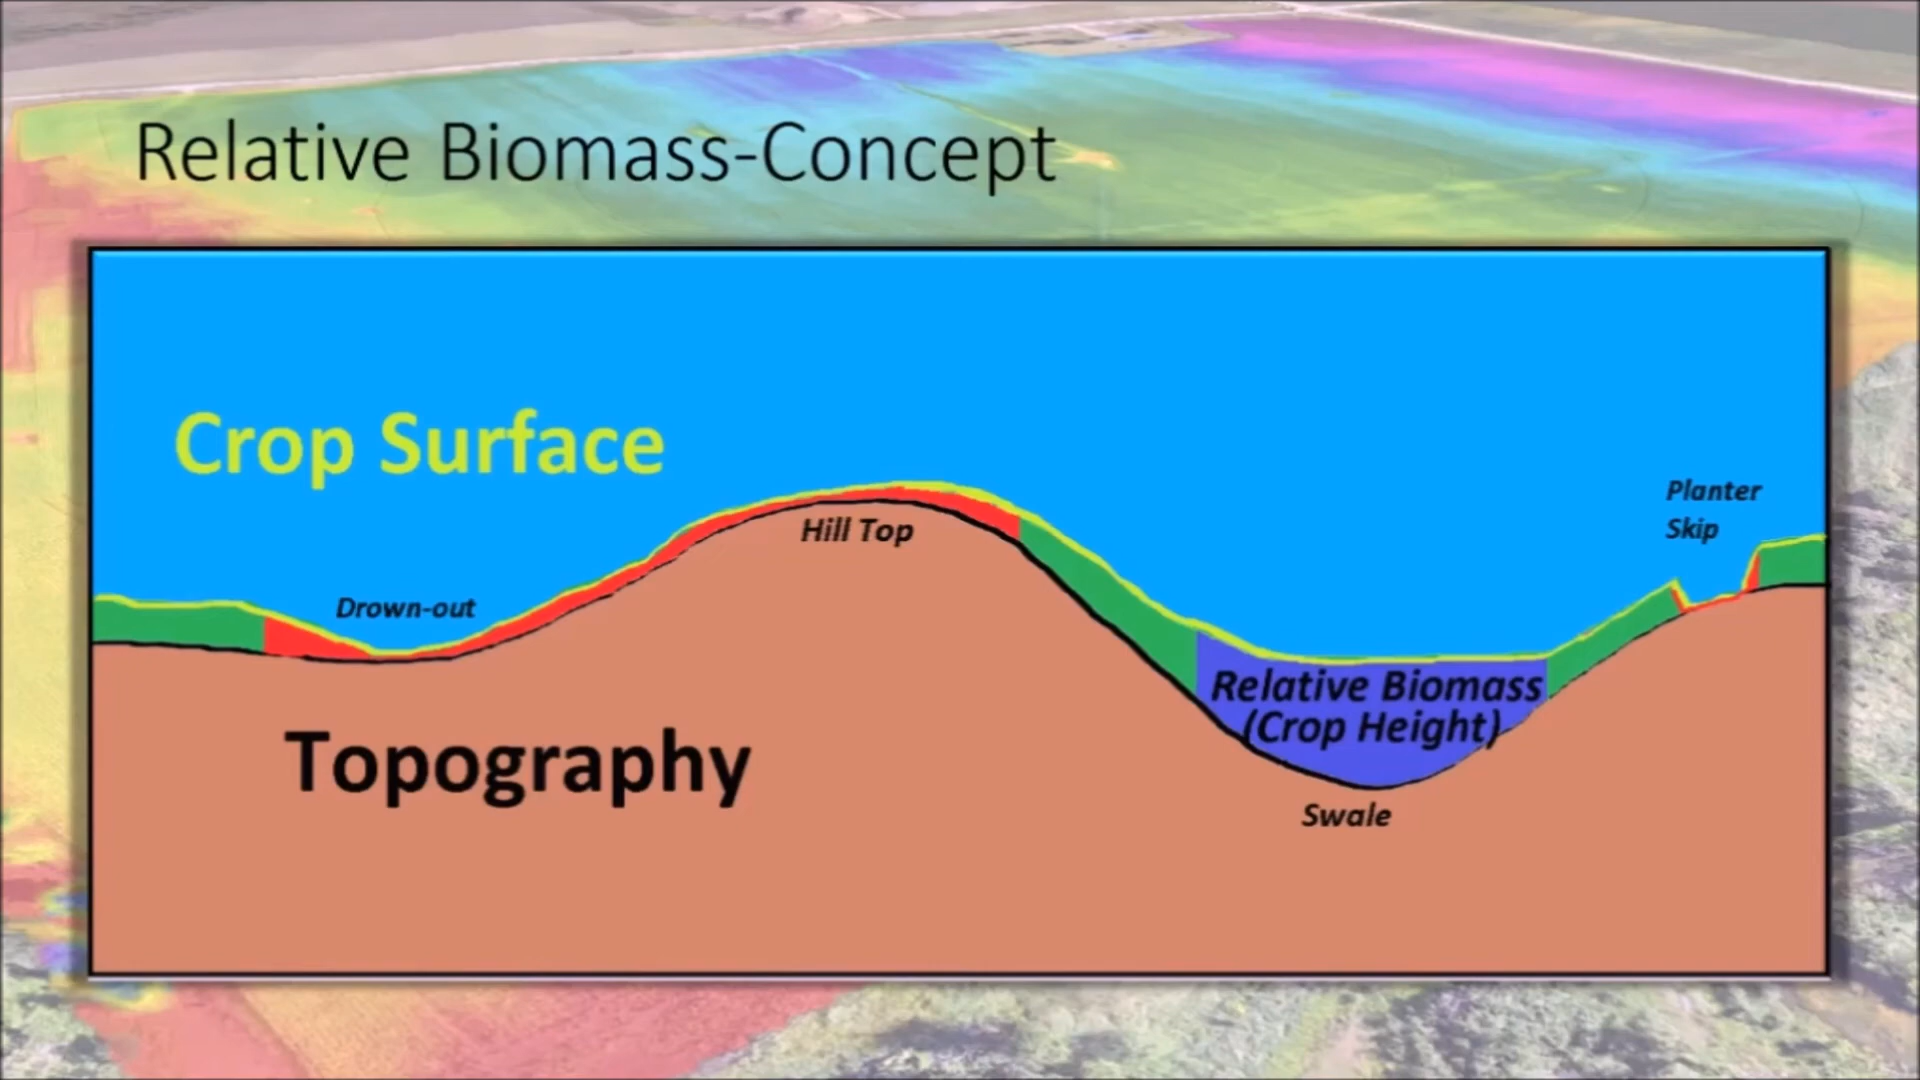 Relative Biomass-Concept
Crop Surface
Planter
Skip
Hill Top
Drown-out
Relative Biomass
(Crop Height)
Topography
Swale